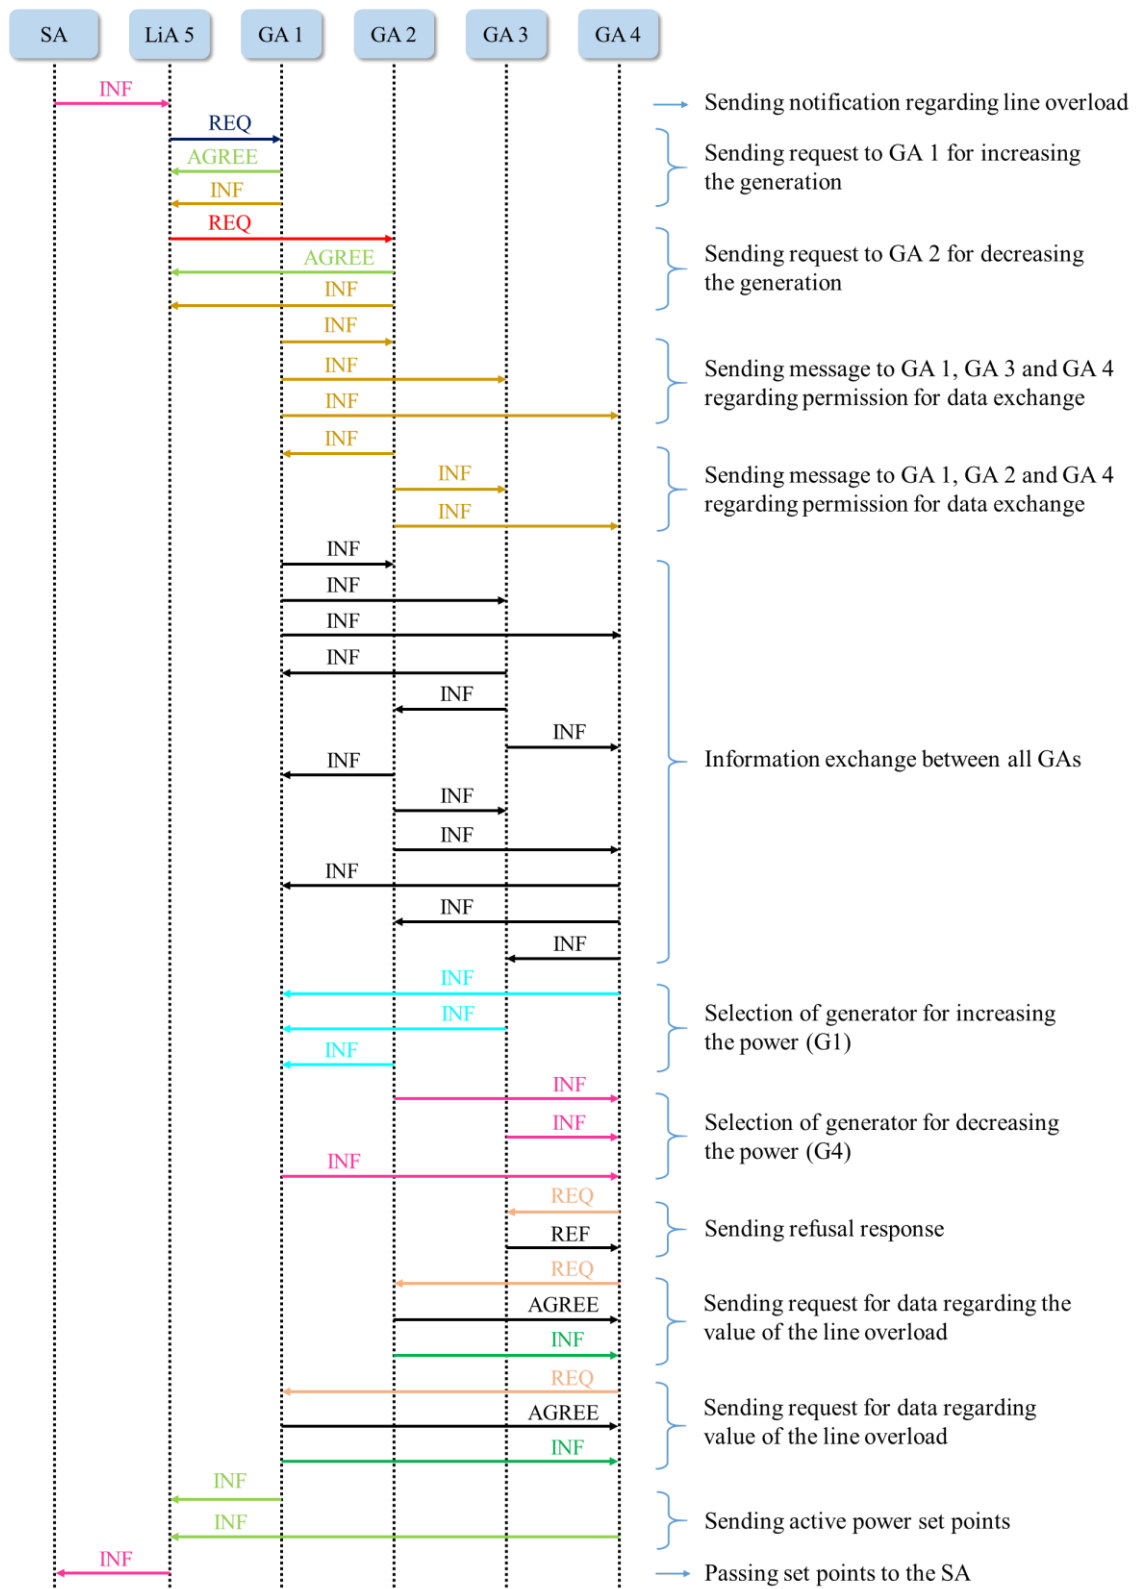 SA LiA 5 GA 1 GA 2 GA 3 GA 4
INF
Sending notification regarding line overload
REQ
AGREE
INF
Sending request to GA 1 for increasing
the generation
REQ
AGREE
INF
Sending request to GA 2 for decreasing
the generation
INF
INF
INF
Sending message to GA 1, GA 3 and GA 4
regarding permission for data exchange
INF
INF
INF
Sending message to GA 1, GA 2 and GA 4
regarding permission for data exchange
INF
INF
INF
INF
INF
INF
INF
INF
INF
INF
INF
INF
Information exchange between all GAs
INF
INF
INF
Selection of generator for increasing
the power (G1)
INF
INF
INF
Selection of generator for decreasing
the power (G4)
REQ
REF
Sending refusal response
REQ
AGREE
INF
Sending request for data regarding the
value of the line overload
REQ
AGREE
INF
Sending request for data regarding
value of the line overload
INF
INF
Sending active power set points
INF
Passing set points to the SA